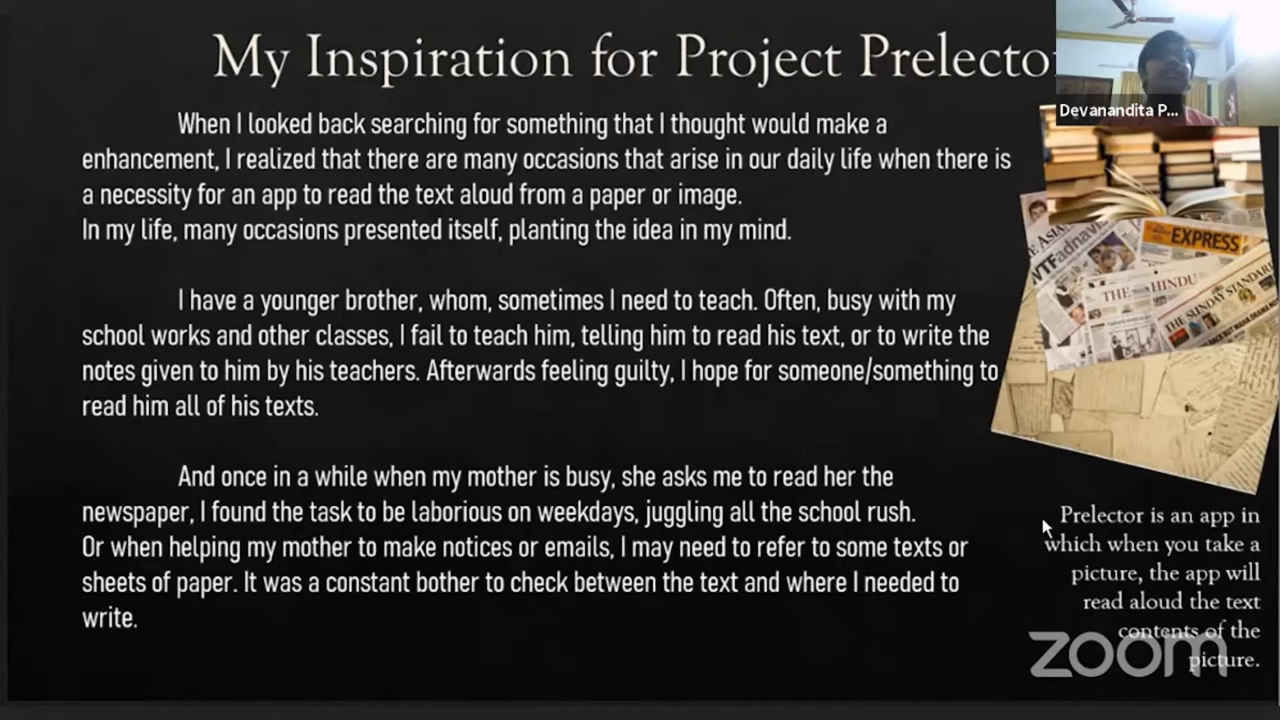 My Inspiration for Project Prelector
Devanandita P...
When I looked back searching for something that I thought would make a
enhancement, I realized that there are many occasions that arise in our daily life when there is
a necessity for an app to read the text aloud from a paper or image.
In my life, many occasions presented itself, planting the idea in my mind.
I have a younger brother, whom, sometimes I need to teach. Often, busy with my
school works and other classes, I fail to teach him, telling him to read his text, or to write the
notes given to him by his teachers. Afterwards feeling guilty, I hope for someone/something to
read him all of his texts.
And once in a while when my mother is busy, she asks me to read her the
newspaper, I found the task to be laborious on weekdays, juggling all the school rush.
Or when helping my mother to make notices or emails, I may need to refer to some texts or
sheets of paper. It was a constant bother to check between the text and where I needed to
write.
EXPRESS
THE HINDU
THE SUNDAY STANDARD
Prelector is an app in
which when you take a
picture, the app will
read aloud the text
contents of the
picture.
zoom